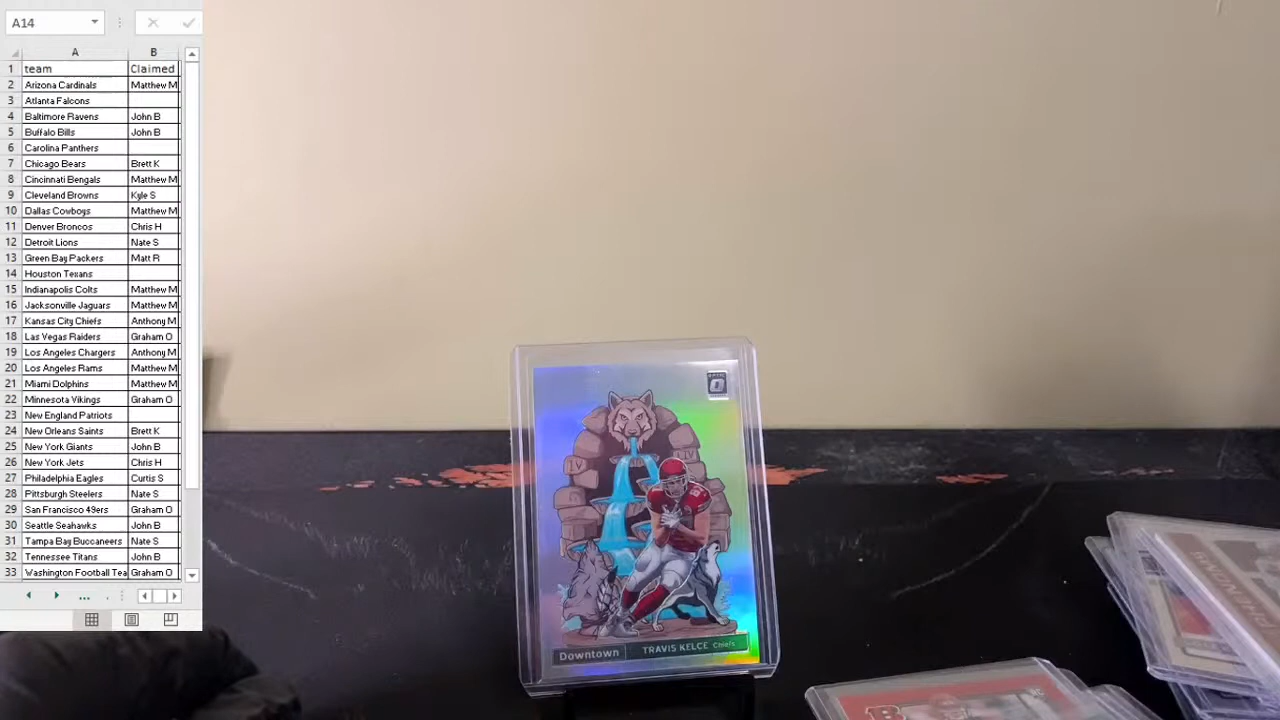 A14
A B
1 team Claimed
2 Arizona Cardinals Matthew M
3 Atlanta Falcons
4 Baltimore Ravens John B
5 Buffalo Bills John B
6 Carolina Panthers
7 Chicago Bears Brett K
8 Cincinnati Bengals Matthew M
9 Cleveland Browns Kyle S
10 Dallas Cowboys Matthew M
11 Denver Broncos Chris H
12 Detroit Lions Nate S
13 Green Bay Packers Matt R
14 Houston Texans
15 Indianapolis Colts Matthew M
16 Jacksonville Jaguars Matthew M
17 Kansas City Chiefs Anthony M
18 Las Vegas Raiders Graham O
19 Los Angeles Chargers Anthony M
20 Los Angeles Rams Matthew M
21 Miami Dolphins Matthew M
22 Minnesota Vikings Graham O
23 New England Patriots
24 New Orleans Saints Brett K
25 New York Giants John B
26 New York Jets Chris H
27 Philadelphia Eagles Curtis S
28 Pittsburgh Steelers Nate S
29 San Francisco 49ers Graham O
30 Seattle Seahawks John B
31 Tampa Bay Buccaneers Nate S
32 Tennessee Titans John B
33 Washington Football Tea Graham O
...
IV IV
Downtown TRAVIS KELCE Chiefs